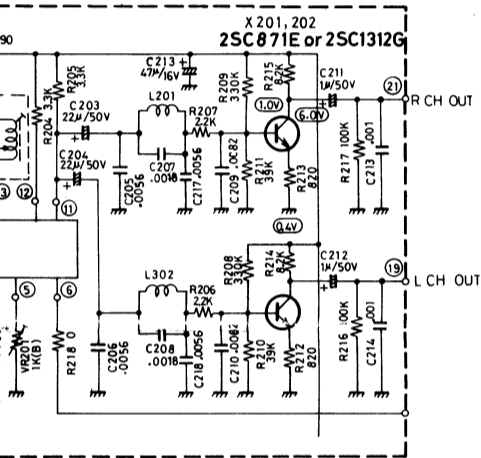 X201, 202
2SC871E or 2SC1312G
90
C213
47μ/16V
R205
3.3K
R204
3.3K
C203
22μ/50V
L201
R207
2.2K
R209
330K
R215
8.2K
C211
1μ/50V
21
R CH OUT
1.0V
6.0V
C204
22μ/50V
C207
.0018
C205
.0056
C217 .0056
C209 .0082
R211
39K
R213
820
R217 100K
C213 .001
3
12
11
0.4V
L302
R206
2.2K
R208
330K
R214
8.2K
C212
1μ/50V
19
L CH OUT
5
6
VR201
1K(B)
R218 0
C206
.0056
C208
.0018
C218 .0056
C210 .0082
R210
39K
R212
820
R216 100K
C214 .001